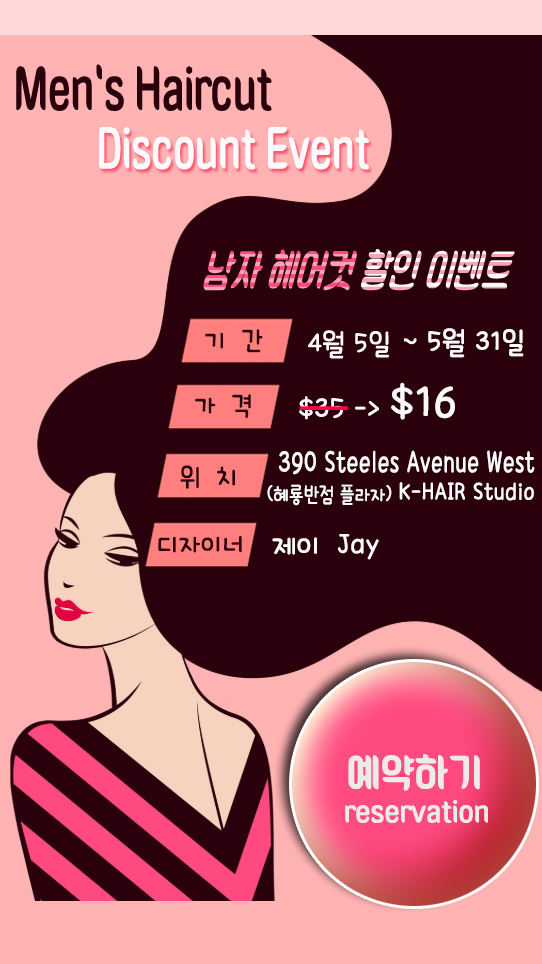 Men's Haircut
Discount Event
남자 헤어컷 할인 이벤트
기 간 4월 5일 ~ 5월 31일
가 격 $35 -> $16
위 치 390 Steeles Avenue West
(혜룡반점 플라자) K-HAIR Studio
디자이너 제이 Jay
예약하기
reservation